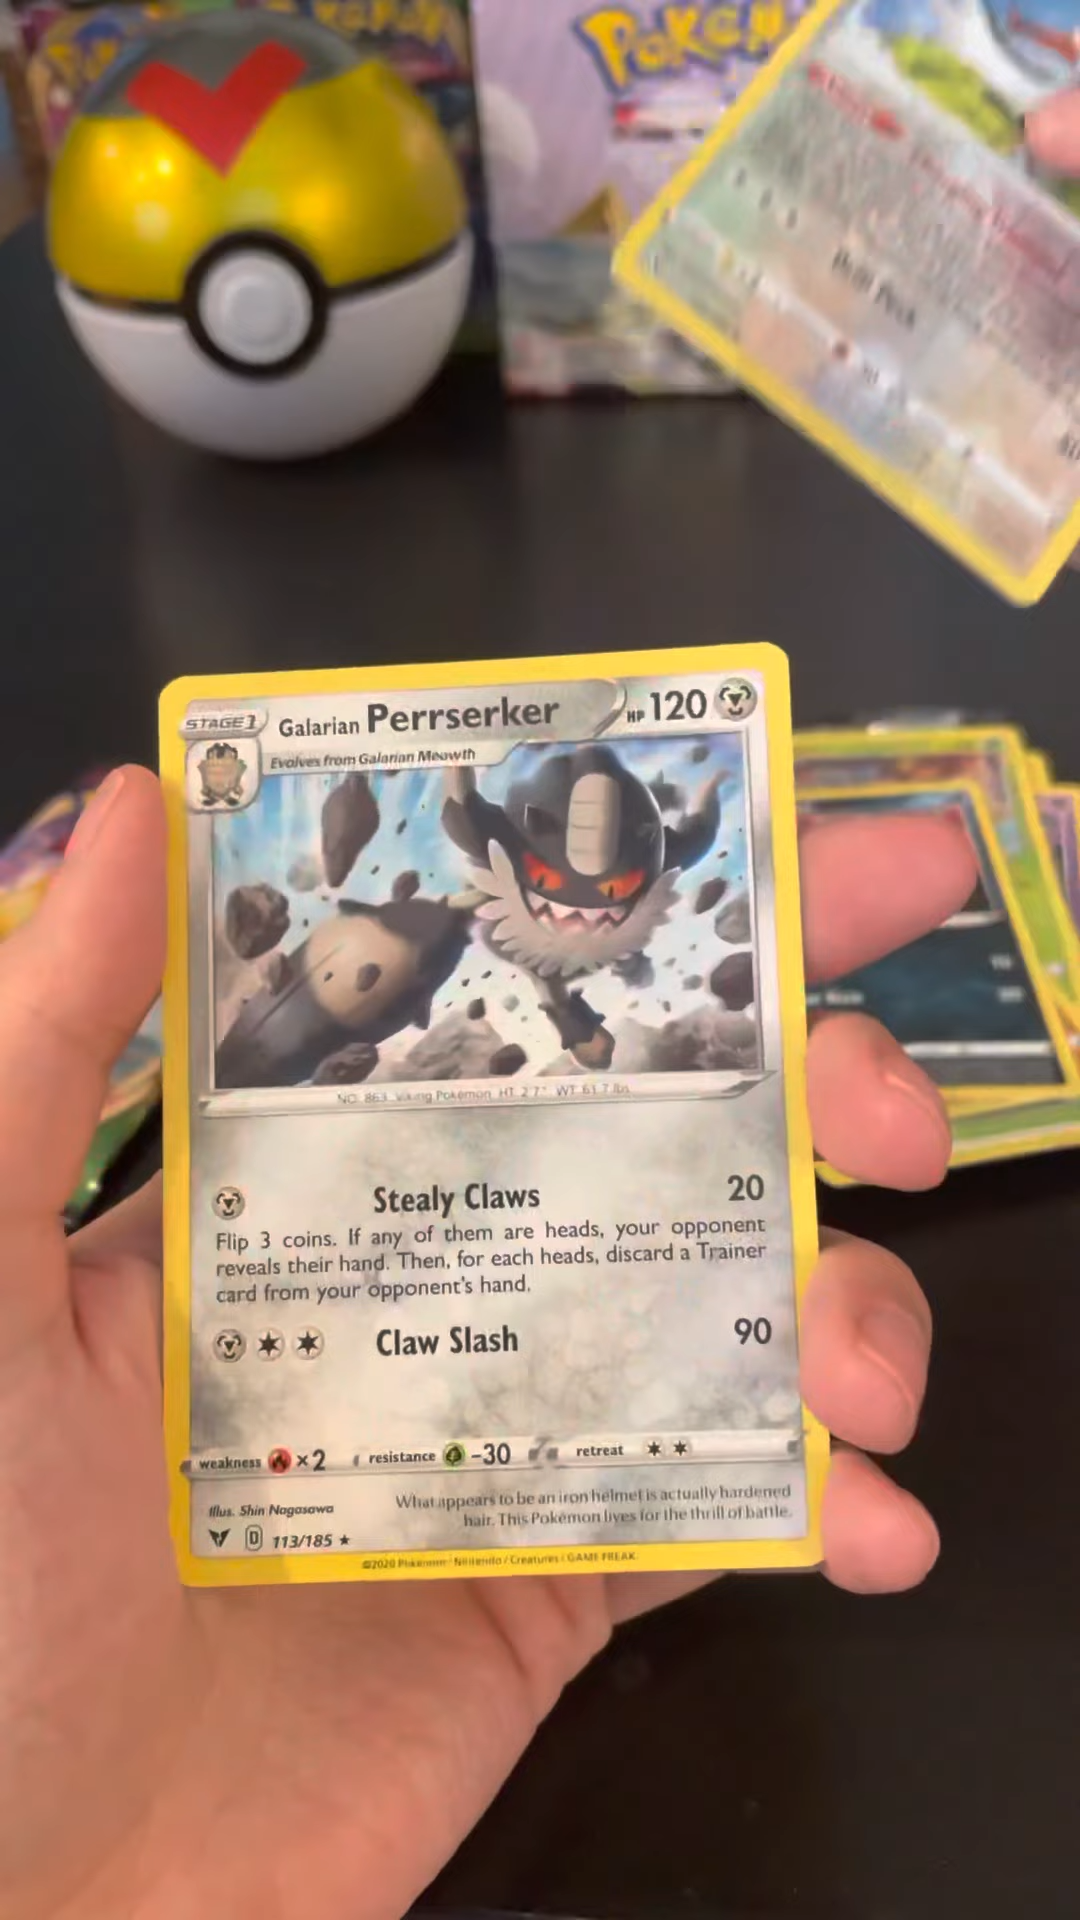 POKéMON
STAGE 1
Galarian Perrserker
HP 120
Evolves from Galarian Meowth
NO. 863 Viking Pokémon HT 2'7" WT 61.7 lbs
Stealy Claws 20
Flip 3 coins. If any of them are heads, your opponent
reveals their hand. Then, for each heads, discard a Trainer
card from your opponent's hand.
Claw Slash 90
weakness ×2 resistance -30 retreat
Illus. Shin Nagasawa
What appears to be an iron helmet is actually hardened
hair. This Pokémon lives for the thrill of battle.
D 113/185 ★
©2020 Pokémon / Nintendo / Creatures / GAME FREAK